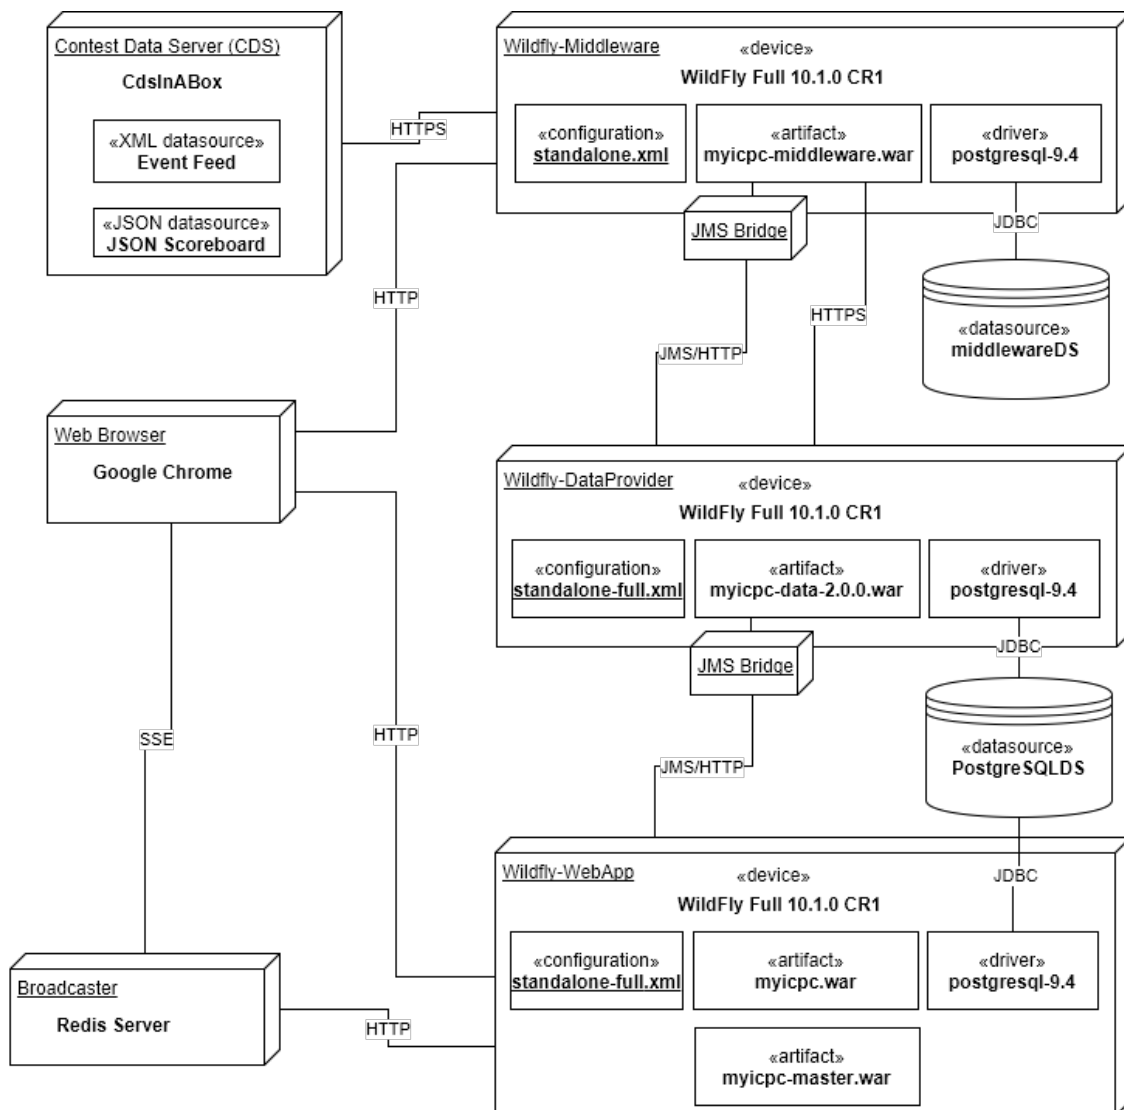 Contest Data Server (CDS)
CdsInABox
«XML datasource»
Event Feed
«JSON datasource»
JSON Scoreboard
HTTPS
Wildfly-Middleware
«device»
WildFly Full 10.1.0 CR1
«configuration»
standalone.xml
«artifact»
myicpc-middleware.war
«driver»
postgresql-9.4
JMS Bridge
JDBC
HTTP
HTTPS
JMS/HTTP
«datasource»
middlewareDS
Web Browser
Google Chrome
Wildfly-DataProvider
«device»
WildFly Full 10.1.0 CR1
«configuration»
standalone-full.xml
«artifact»
myicpc-data-2.0.0.war
«driver»
postgresql-9.4
JMS Bridge
JDBC
SSE
HTTP
JMS/HTTP
«datasource»
PostgreSQLDS
Wildfly-WebApp
«device»
JDBC
WildFly Full 10.1.0 CR1
«configuration»
standalone-full.xml
«artifact»
myicpc.war
«driver»
postgresql-9.4
«artifact»
myicpc-master.war
Broadcaster
Redis Server
HTTP